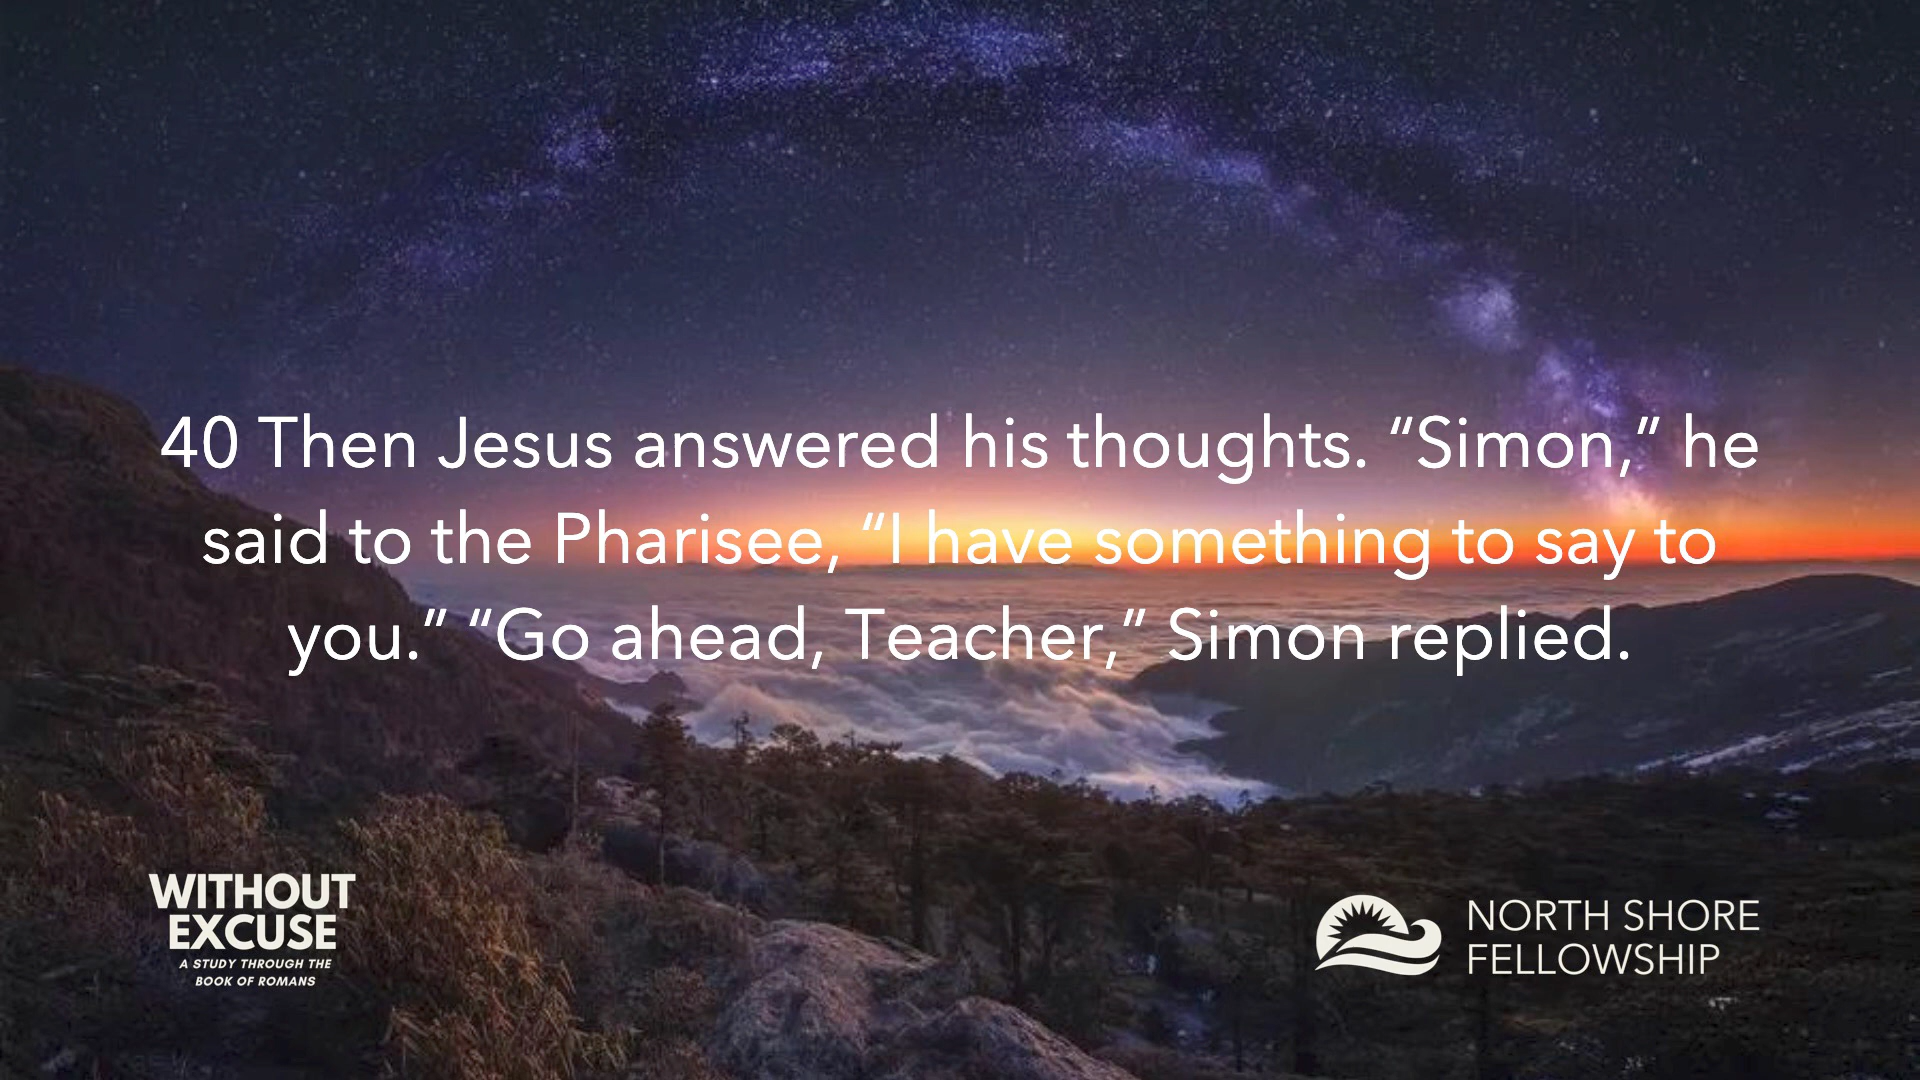 40 Then Jesus answered his thoughts. “Simon,” he
said to the Pharisee, “I have something to say to
you.” “Go ahead, Teacher,” Simon replied.
WITHOUT
EXCUSE
A STUDY THROUGH THE
BOOK OF ROMANS
NORTH SHORE
FELLOWSHIP